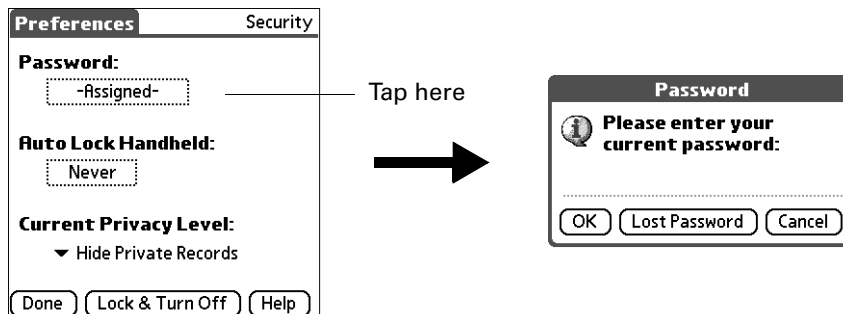 Preferences Security
Password:
-Assigned-
Auto Lock Handheld:
Never
Current Privacy Level:
Hide Private Records
Done Lock & Turn Off Help
Tap here
Password
Please enter your
current password:
OK Lost Password Cancel